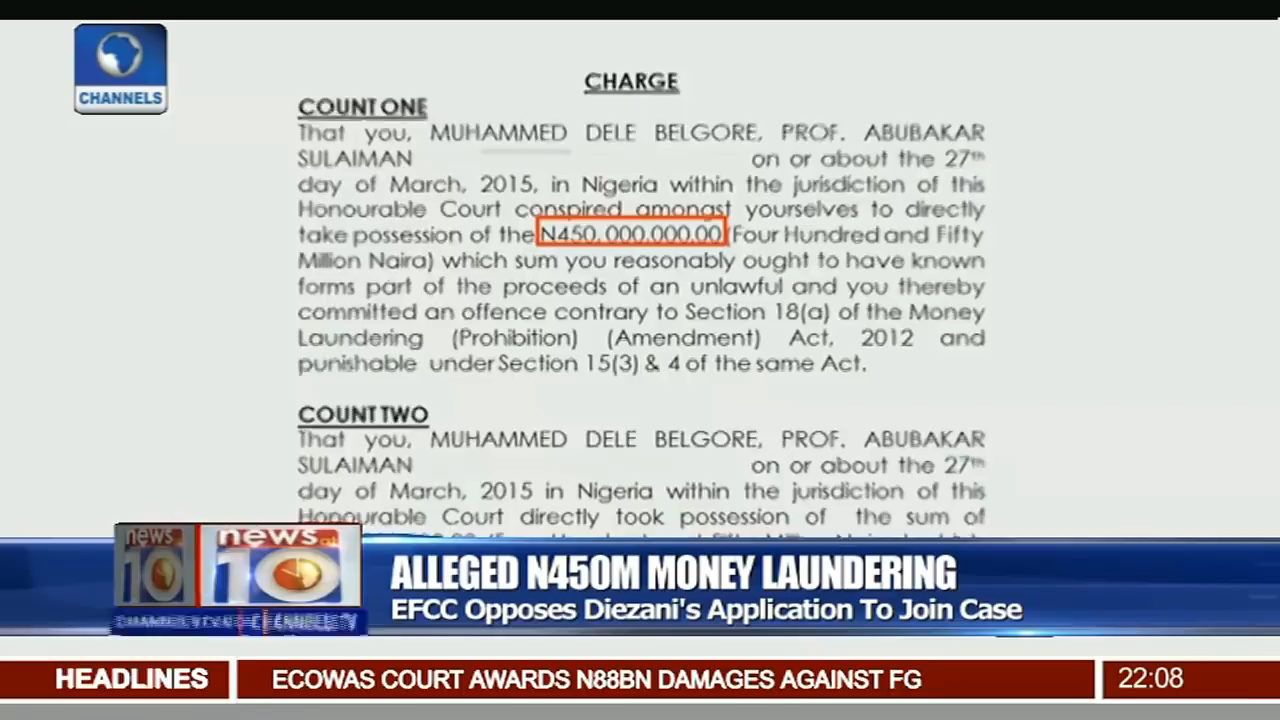 CHANNELS
CHARGE
COUNT ONE
That you, MUHAMMED DELE BELGORE, PROF. ABUBAKAR
SULAIMAN on or about the 27th
day of March, 2015, in Nigeria within the jurisdiction of this
Honourable Court conspired amongst yourselves to directly
take possession of the N450,000,000.00 (Four Hundred and Fifty
Million Naira) which sum you reasonably ought to have known
forms part of the proceeds of an unlawful and you thereby
committed an offence contrary to Section 18(a) of the Money
Laundering (Prohibition) (Amendment) Act, 2012 and
punishable under Section 15(3) & 4 of the same Act.
COUNT TWO
That you, MUHAMMED DELE BELGORE, PROF. ABUBAKAR
SULAIMAN on or about the 27th
day of March, 2015 in Nigeria within the jurisdiction of this
Honourable Court directly took possession of the sum of
news 10
news at 10
ALLEGED N450M MONEY LAUNDERING
EFCC Opposes Diezani's Application To Join Case
HEADLINES ECOWAS COURT AWARDS N88BN DAMAGES AGAINST FG 22:08